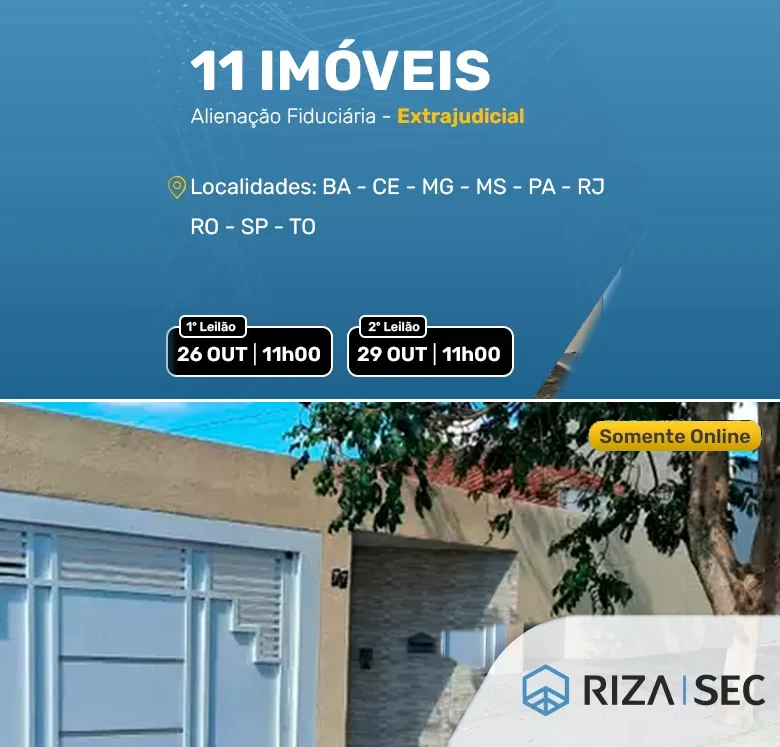 11 IMÓVEIS
Alienação Fiduciária - Extrajudicial
Localidades: BA - CE - MG - MS - PA - RJ
RO - SP - TO
1º Leilão
26 OUT | 11h00
2º Leilão
29 OUT | 11h00
Somente Online
77
RIZA | SEC